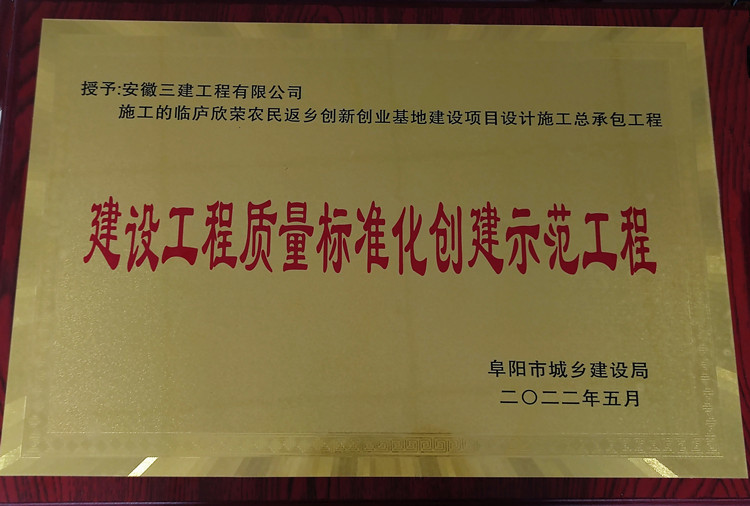 授予:安徽三建工程有限公司
施工的临庐欣荣农民返乡创新创业基地建设项目设计施工总承包工程
建设工程质量标准化创建示范工程
阜阳市城乡建设局
二〇二二年五月